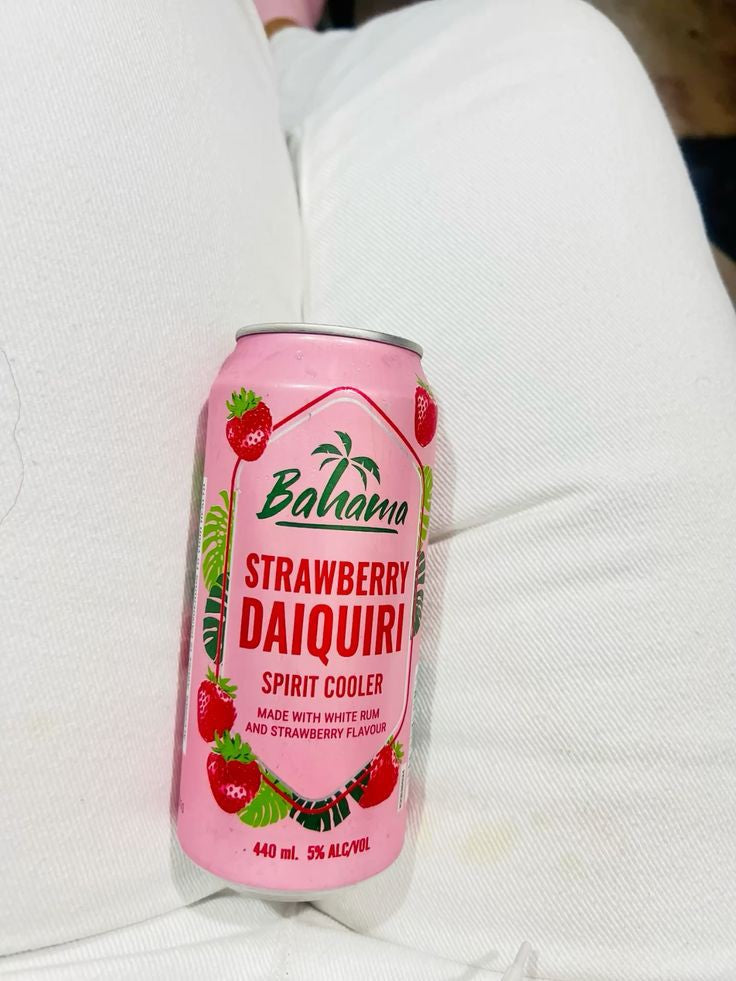 Bahama
STRAWBERRY
DAIQUIRI
SPIRIT COOLER
MADE WITH WHITE RUM
AND STRAWBERRY FLAVOUR
440 ml. 5% ALC/VOL